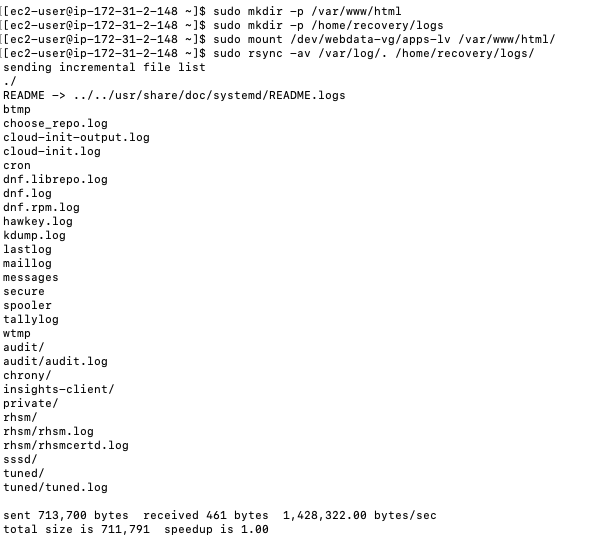 [[ec2-user@ip-172-31-2-148 ~]$ sudo mkdir -p /var/www/html
[[ec2-user@ip-172-31-2-148 ~]$ sudo mkdir -p /home/recovery/logs
[[ec2-user@ip-172-31-2-148 ~]$ sudo mount /dev/webdata-vg/apps-lv /var/www/html/
[[ec2-user@ip-172-31-2-148 ~]$ sudo rsync -av /var/log/. /home/recovery/logs/
sending incremental file list
./
README -> ../../usr/share/doc/systemd/README.logs
btmp
choose_repo.log
cloud-init-output.log
cloud-init.log
cron
dnf.librepo.log
dnf.log
dnf.rpm.log
hawkey.log
kdump.log
lastlog
maillog
messages
secure
spooler
tallylog
wtmp
audit/
audit/audit.log
chrony/
insights-client/
private/
rhsm/
rhsm/rhsm.log
rhsm/rhsmcertd.log
sssd/
tuned/
tuned/tuned.log
sent 713,700 bytes  received 461 bytes  1,428,322.00 bytes/sec
total size is 711,791  speedup is 1.00